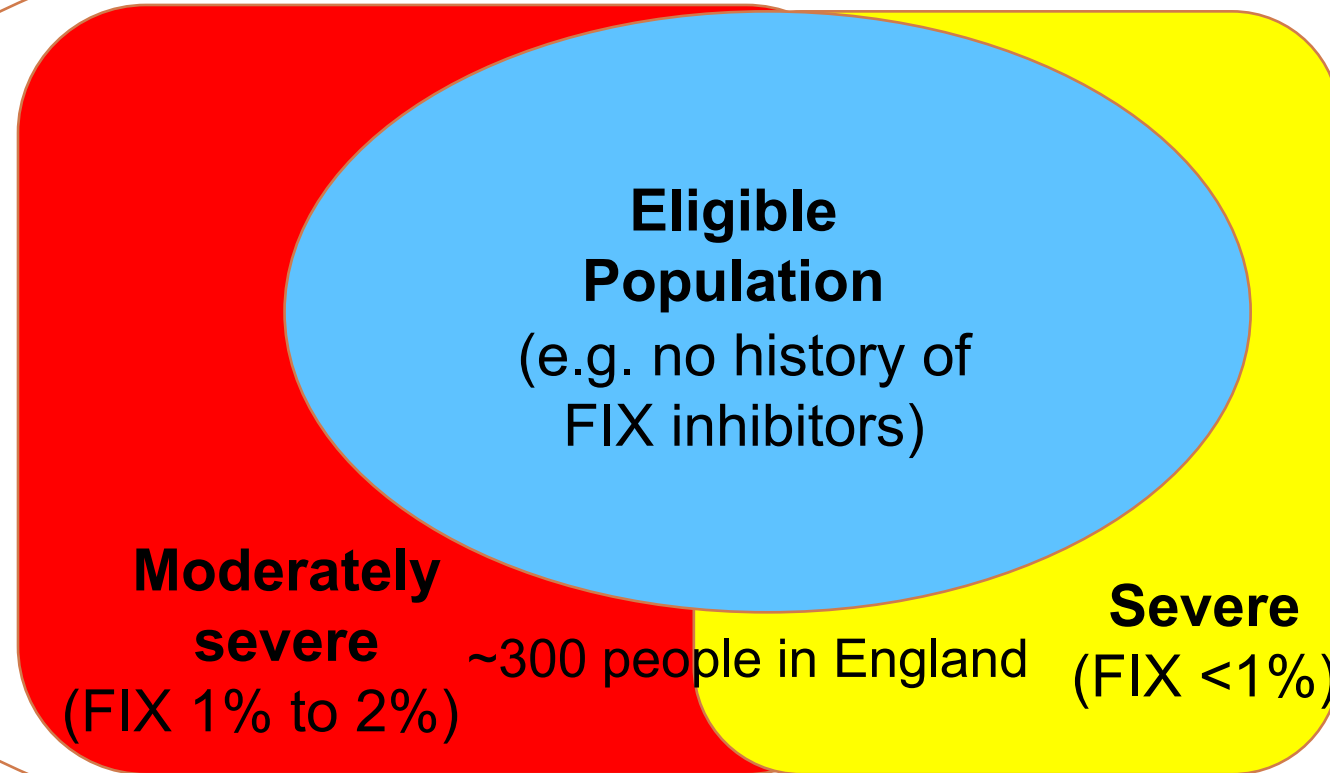 Eligible
Population
(e.g. no history of
FIX inhibitors)
Moderately
severe
(FIX 1% to 2%)
~300 people in England
Severe
(FIX <1%)